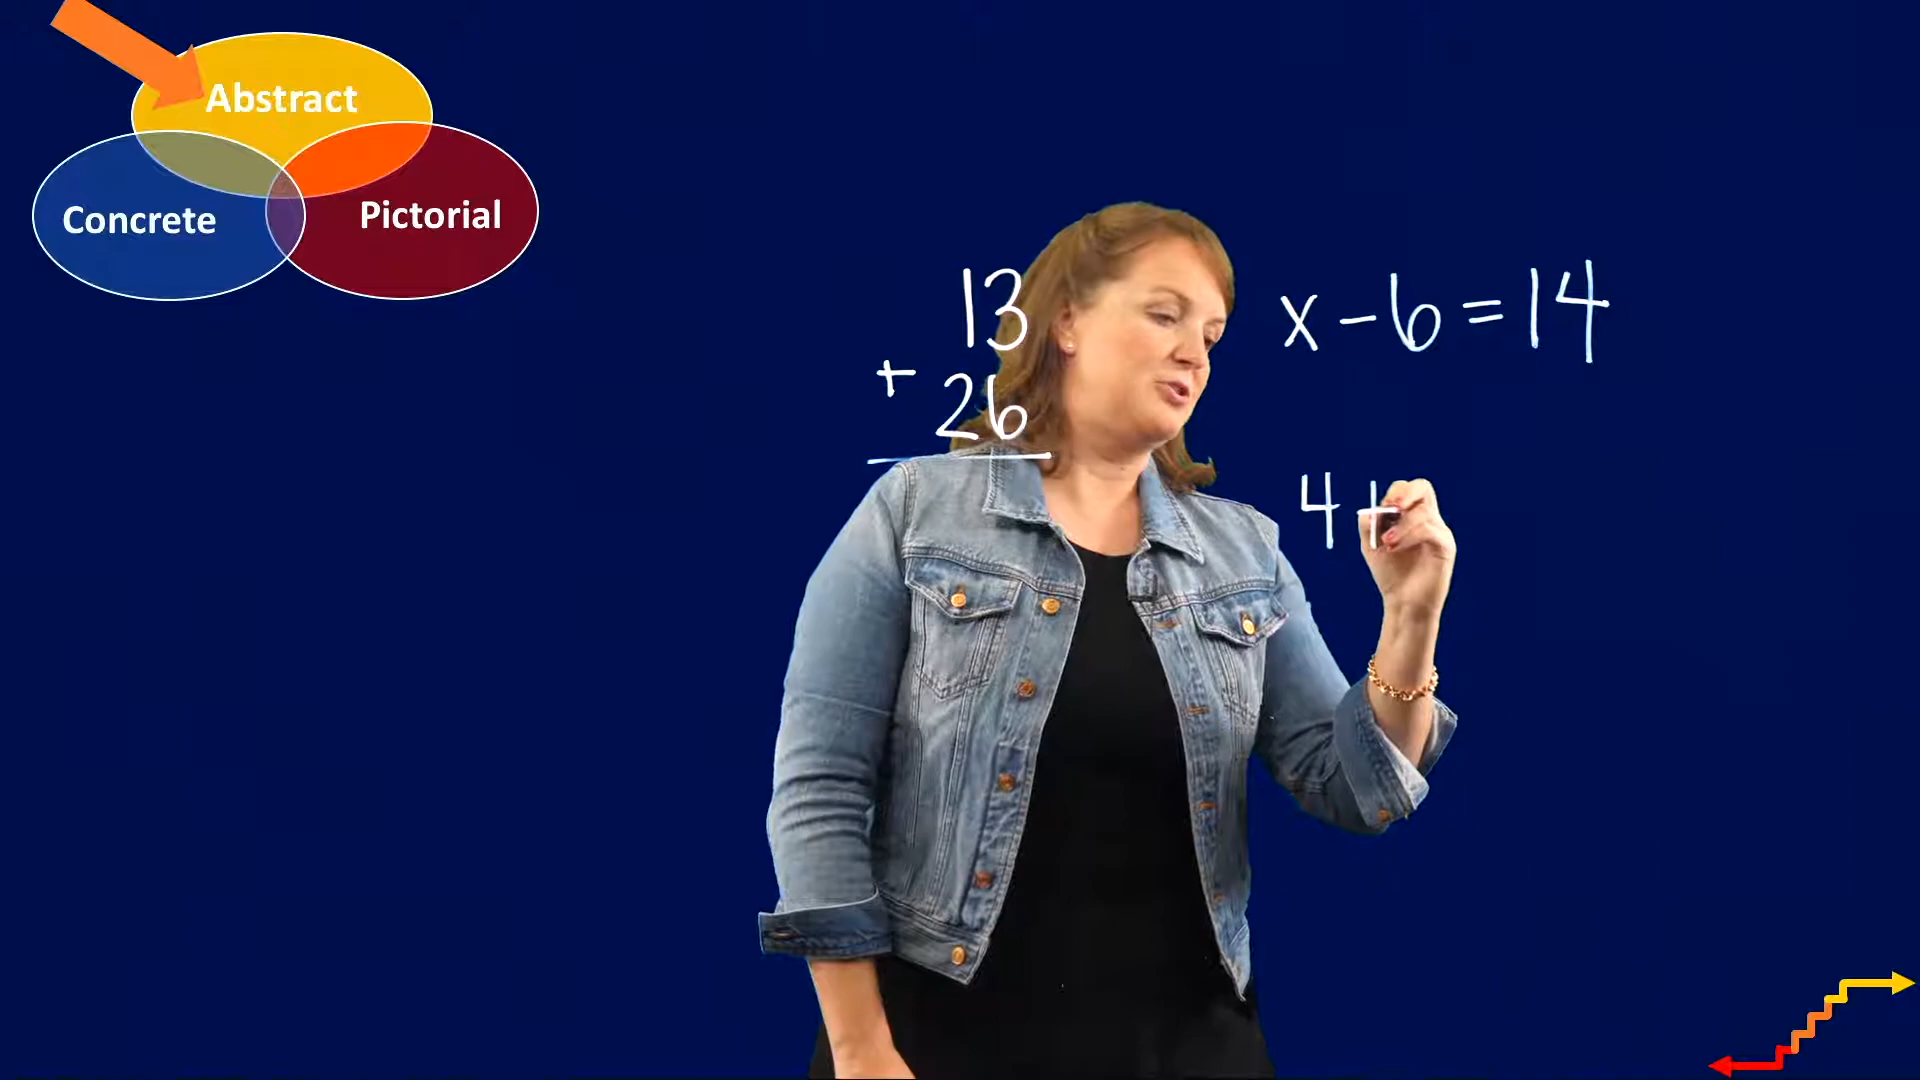 Abstract
Concrete
Pictorial
13
+ 26
x - 6 = 14
4 +